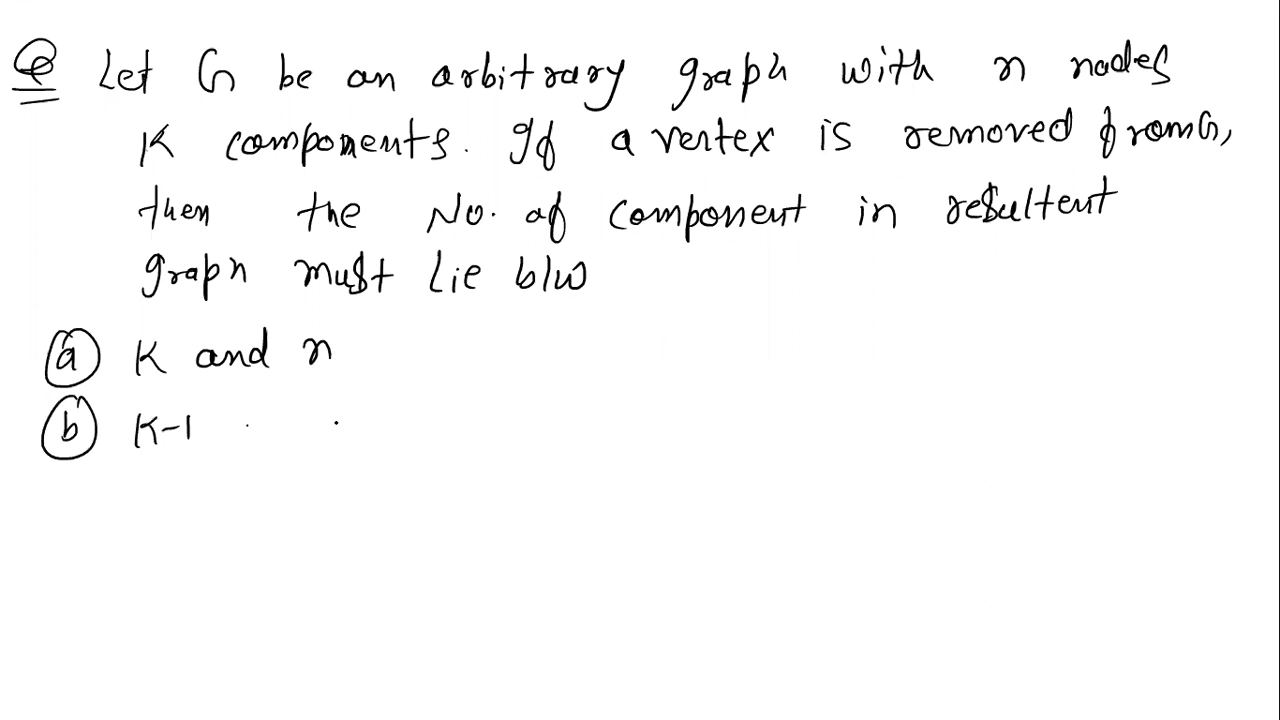 Q Let G be an arbitrary graph with n nodes
K components. If a vertex is removed from G,
then the No. of component in resultent
graph must Lie b/w
(a) K and n
(b) K-1